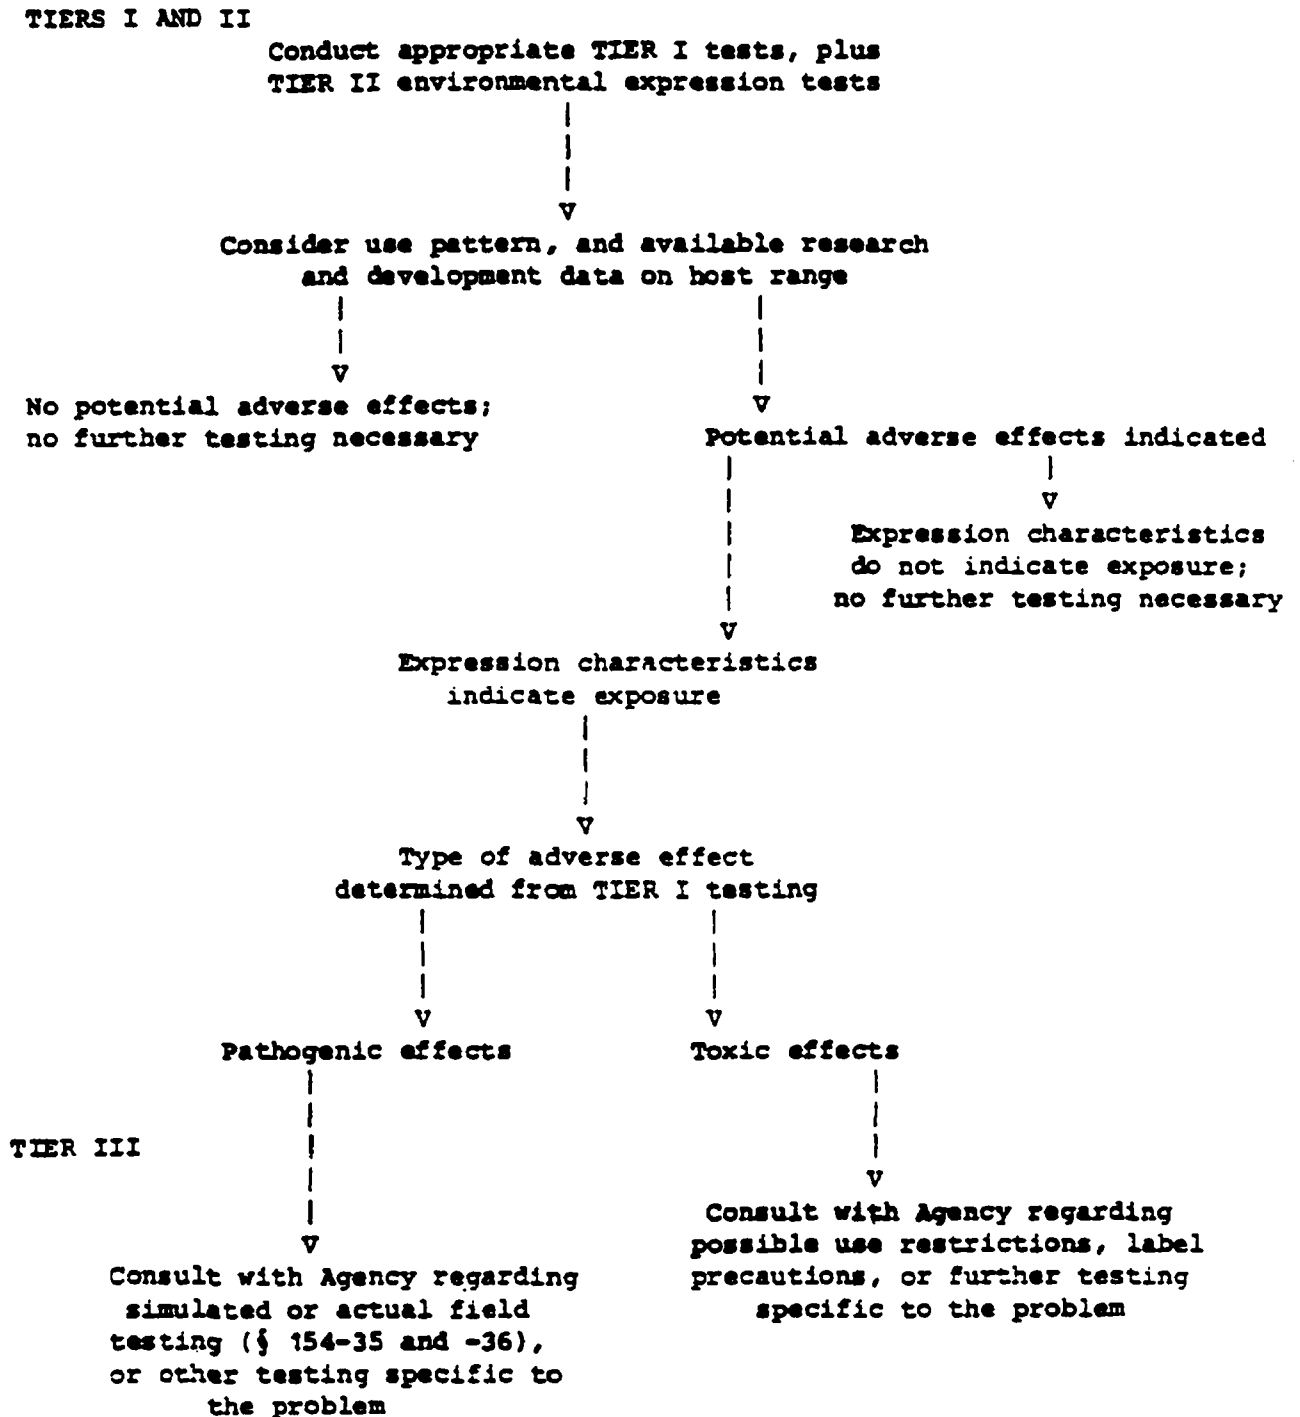 TIERS I AND II
Conduct appropriate TIER I tests, plus
TIER II environmental expression tests
Consider use pattern, and available research
and development data on host range
No potential adverse effects;
no further testing necessary
Potential adverse effects indicated
Expression characteristics
do not indicate exposure;
no further testing necessary
Expression characteristics
indicate exposure
Type of adverse effect
determined from TIER I testing
Pathogenic effects
Toxic effects
TIER III
Consult with Agency regarding
possible use restrictions, label
precautions, or further testing
specific to the problem
Consult with Agency regarding
simulated or actual field
testing (§ 154-35 and -36),
or other testing specific to
the problem